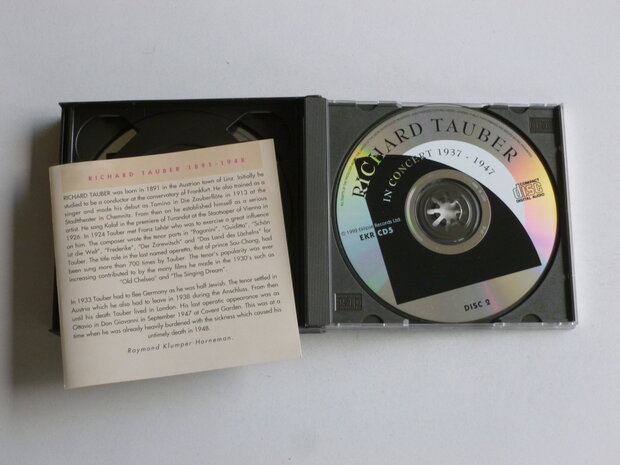 RICHARD TAUBER 1891-1948
RICHARD TAUBER was born in 1891 in the Austrian town of Linz. Initially he
studied to be a conductor at the conservatory of Frankfurt. He also trained as a
singer and made his debut as Tamino in Die Zauberflöte in 1913 at the
Stadttheater in Chemnitz. From then on he established himself as a serious
artist. He sang Kalaf in the premiere of Turandot at the Staatsoper of Vienna in
1926. In 1924 Tauber met Franz Lehár who was to exercise a great influence
on him. The composer wrote the tenor parts in "Paganini", "Guiditta", "Schön
ist die Welt", "Frederike", "Der Zarewitsch" and "Das Land des Lächelns" for
Tauber. The title role in the last named operetta, that of prince Sou-Chong, had
been sung more than 700 times by Tauber. The tenor's popularity was ever
increasing contributed to by the many films he made in the 1930's such as
"Old Chelsea" and "The Singing Dream".
In 1933 Tauber had to flee Germany as he was half Jewish. The tenor settled in
Austria which he also had to leave in 1938 during the Anschluss. From then
until his death Tauber lived in London. His last operatic appearance was as
Ottavio in Don Giovanni in September 1947 at Covent Garden. This was at a
time when he was already heavily burdened with the sickness which caused his
untimely death in 1948.
Raymond Klumper-Horneman.
RICHARD TAUBER
IN CONCERT 1937 - 1947
COMPACT
disc
DIGITAL AUDIO
Records Ltd.
EKR CD5
DISC 2